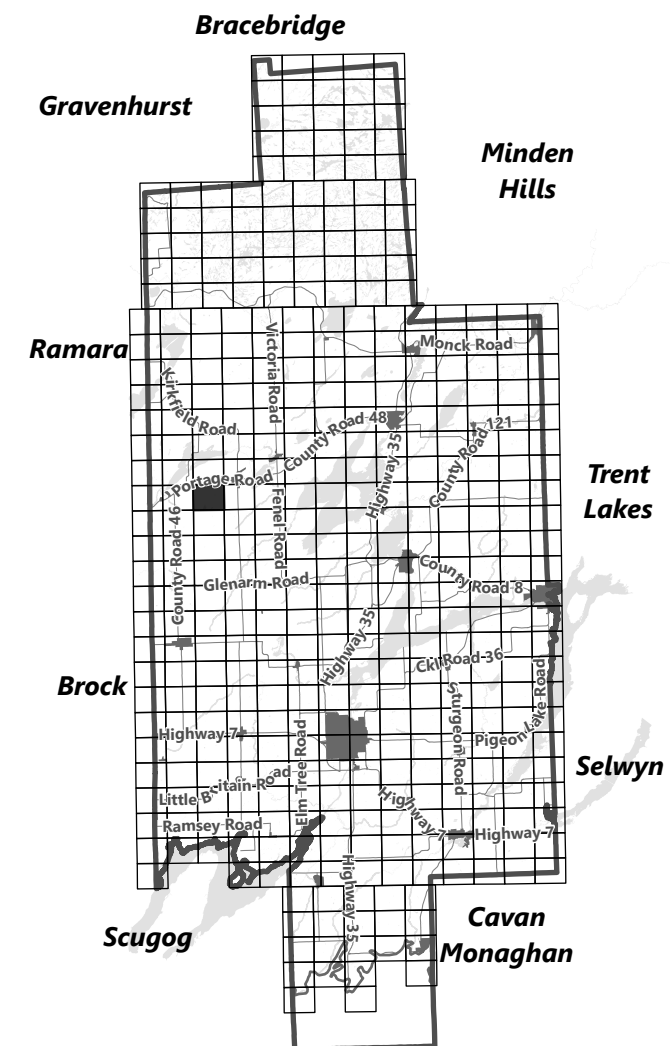 Bracebridge
Gravenhurst
Minden
Hills
Ramara
Monck Road
Victoria Road
Kirkfield Road
County Road 48
County Road 121
Highway 35
Portage Road
Trent
Lakes
Fenel Road
County Road 46
Glenarm Road
County Road 8
Highway 35
Ckl Road 36
Brock
Sturgeon Road
Pigeon Lake Road
Highway 7
Elm Tree Road
Selwyn
Little Britain Road
Highway 7
Ramsey Road
Highway 7
Highway 35
Scugog
Cavan
Monaghan